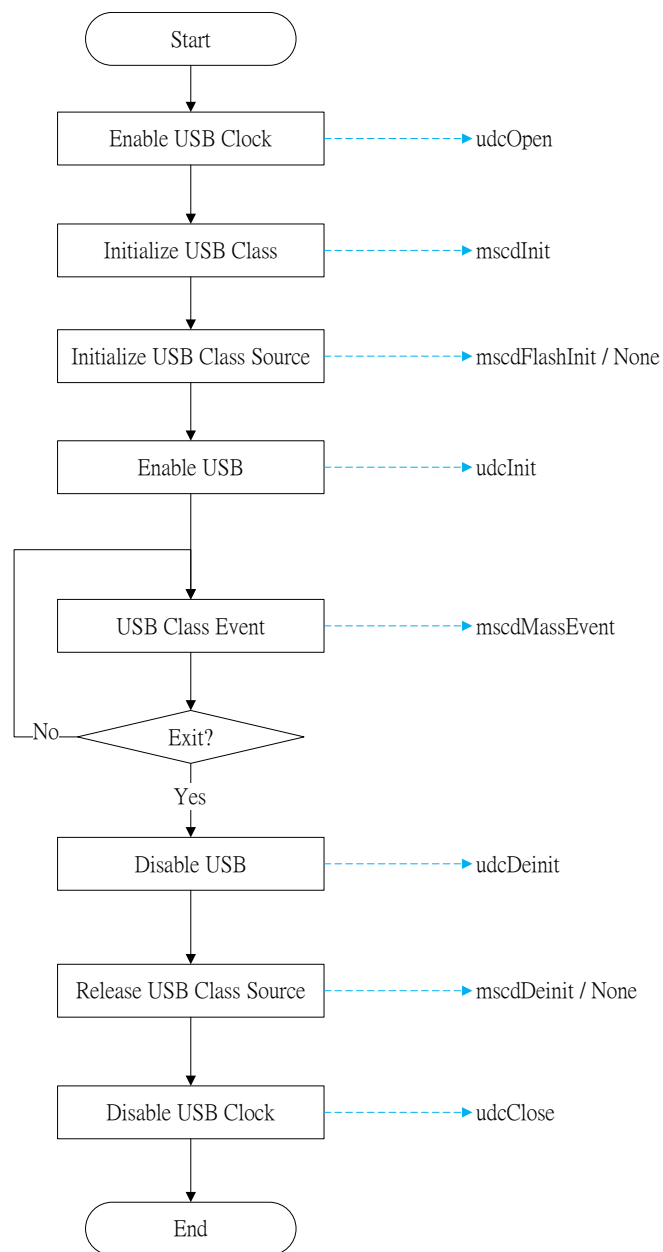 Start
Enable USB Clock
udcOpen
Initialize USB Class
mscdInit
Initialize USB Class Source
mscdFlashInit / None
Enable USB
udcInit
USB Class Event
mscdMassEvent
No
Exit?
Yes
Disable USB
udcDeinit
Release USB Class Source
mscdDeinit / None
Disable USB Clock
udcClose
End